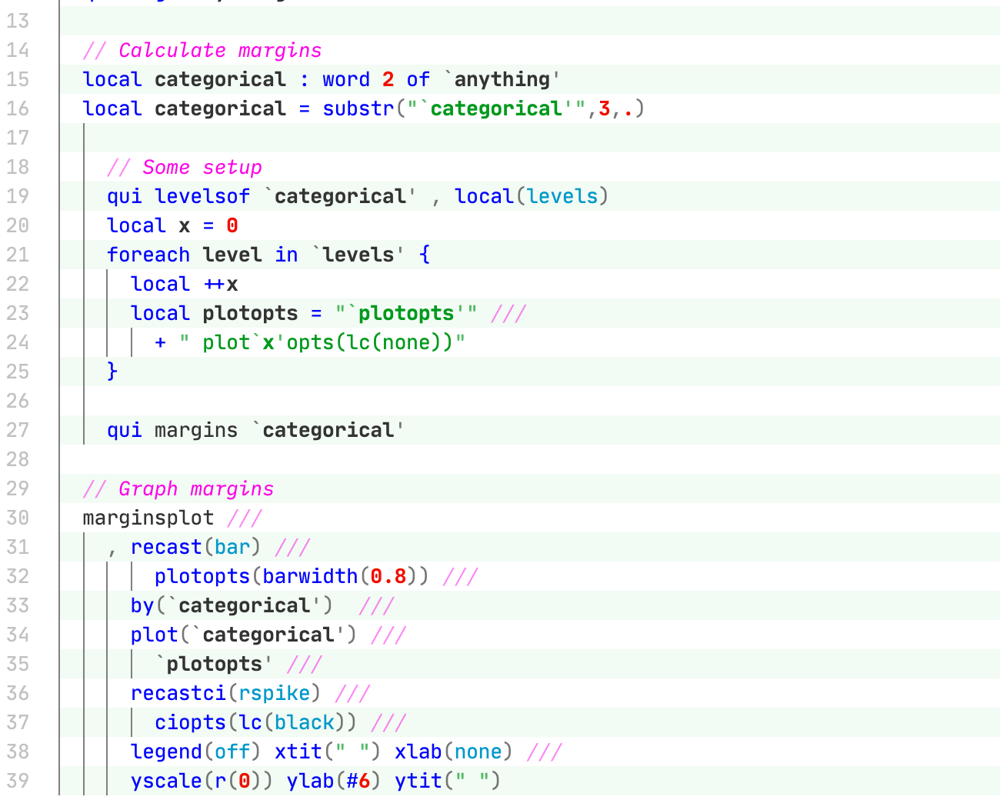 13
14 // Calculate margins
15 local categorical : word 2 of `anything'
16 local categorical = substr("`categorical'",3,.)
17
18 // Some setup
19 qui levelsof `categorical' , local(levels)
20 local x = 0
21 foreach level in `levels' {
22 local ++x
23 local plotopts = "`plotopts'" ///
24 + " plot`x'opts(lc(none))"
25 }
26
27 qui margins `categorical'
28
29 // Graph margins
30 marginsplot ///
31 , recast(bar) ///
32 plotopts(barwidth(0.8)) ///
33 by(`categorical')  ///
34 plot(`categorical') ///
35 `plotopts' ///
36 recastci(rspike) ///
37 ciopts(lc(black)) ///
38 legend(off) xtit(" ") xlab(none) ///
39 yscale(r(0)) ylab(#6) ytit(" ")